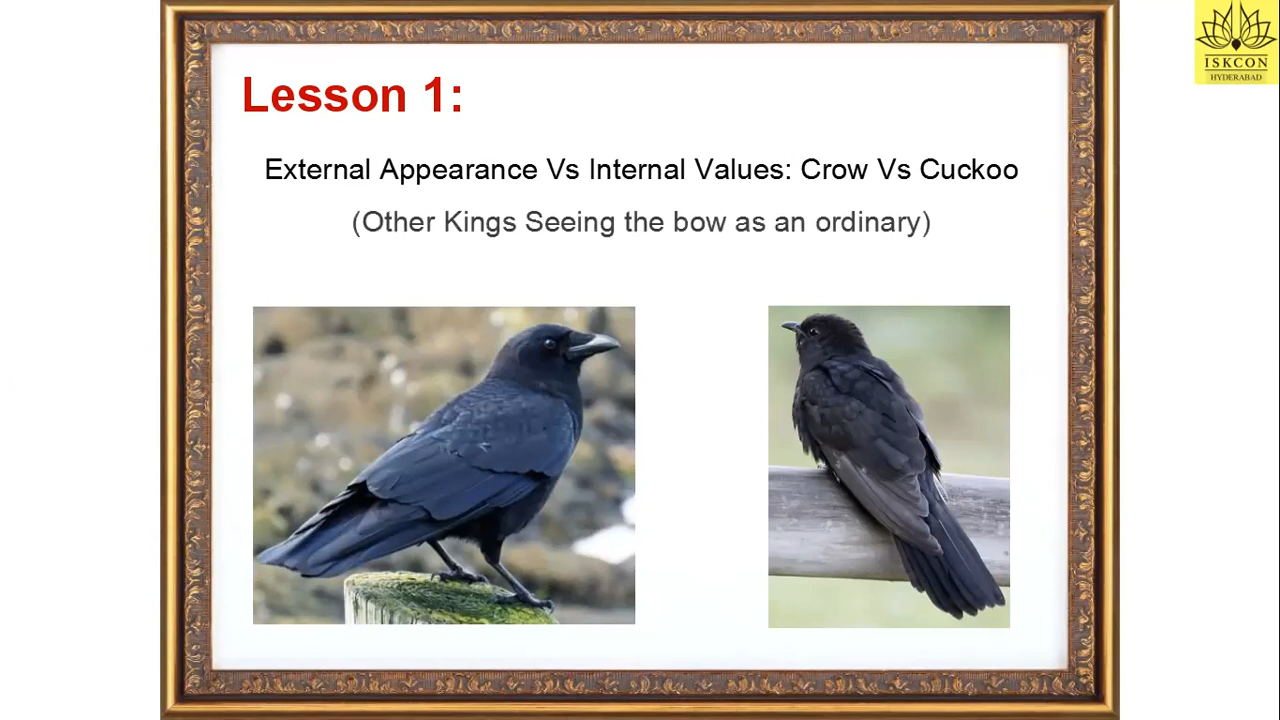 Lesson 1:
External Appearance Vs Internal Values: Crow Vs Cuckoo
(Other Kings Seeing the bow as an ordinary)
ISKCON
HYDERABAD